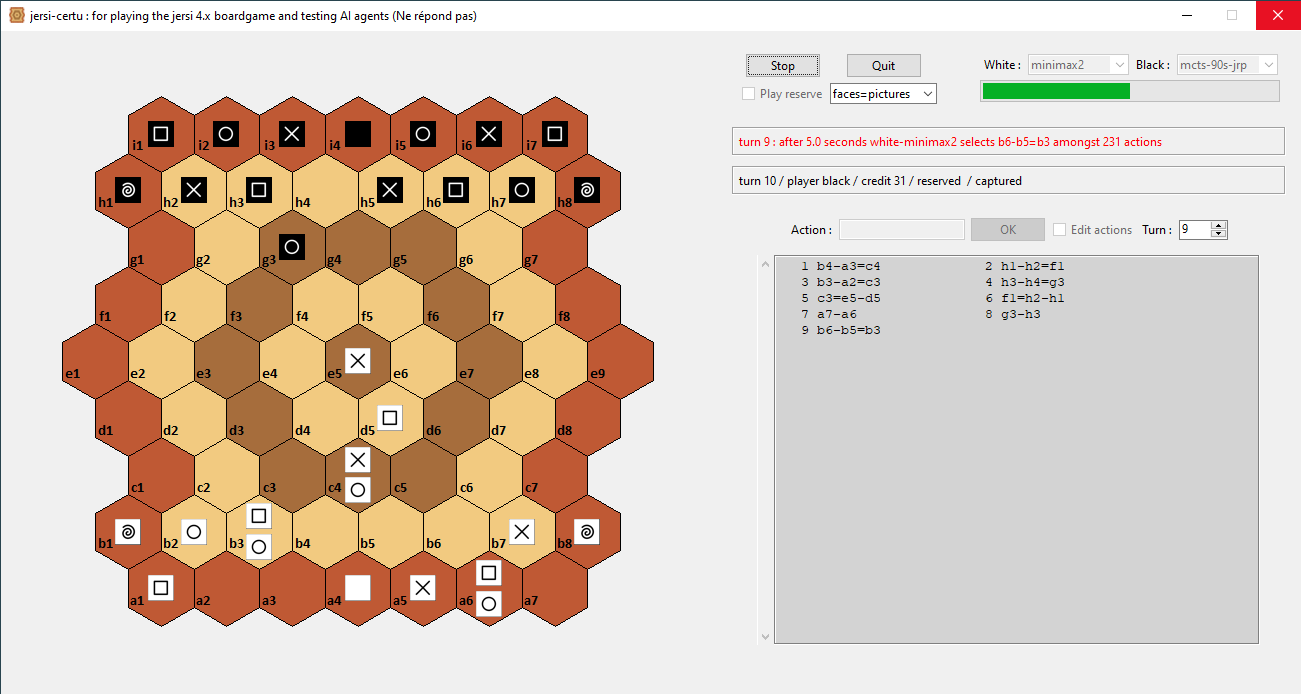 jersi-certu : for playing the jersi 4.x boardgame and testing AI agents (Ne répond pas)
Stop Quit White : minimax2 Black : mcts-90s-jrp
Play reserve faces=pictures
turn 9 : after 5.0 seconds white-minimax2 selects b6-b5=b3 amongst 231 actions
turn 10 / player black / credit 31 / reserved / captured
Action : OK Edit actions Turn : 9
1 b4-a3=c4 2 h1-h2=f1
3 b3-a2=c3 4 h3-h4=g3
5 c3=e5-d5 6 f1=h2-h1
7 a7-a6 8 g3-h3
9 b6-b5=b3
i1 i2 i3 i4 i5 i6 i7
h1 h2 h3 h4 h5 h6 h7 h8
g1 g2 g3 g4 g5 g6 g7
f1 f2 f3 f4 f5 f6 f7 f8
e1 e2 e3 e4 e5 e6 e7 e8 e9
d1 d2 d3 d4 d5 d6 d7 d8
c1 c2 c3 c4 c5 c6 c7
b1 b2 b3 b4 b5 b6 b7 b8
a1 a2 a3 a4 a5 a6 a7